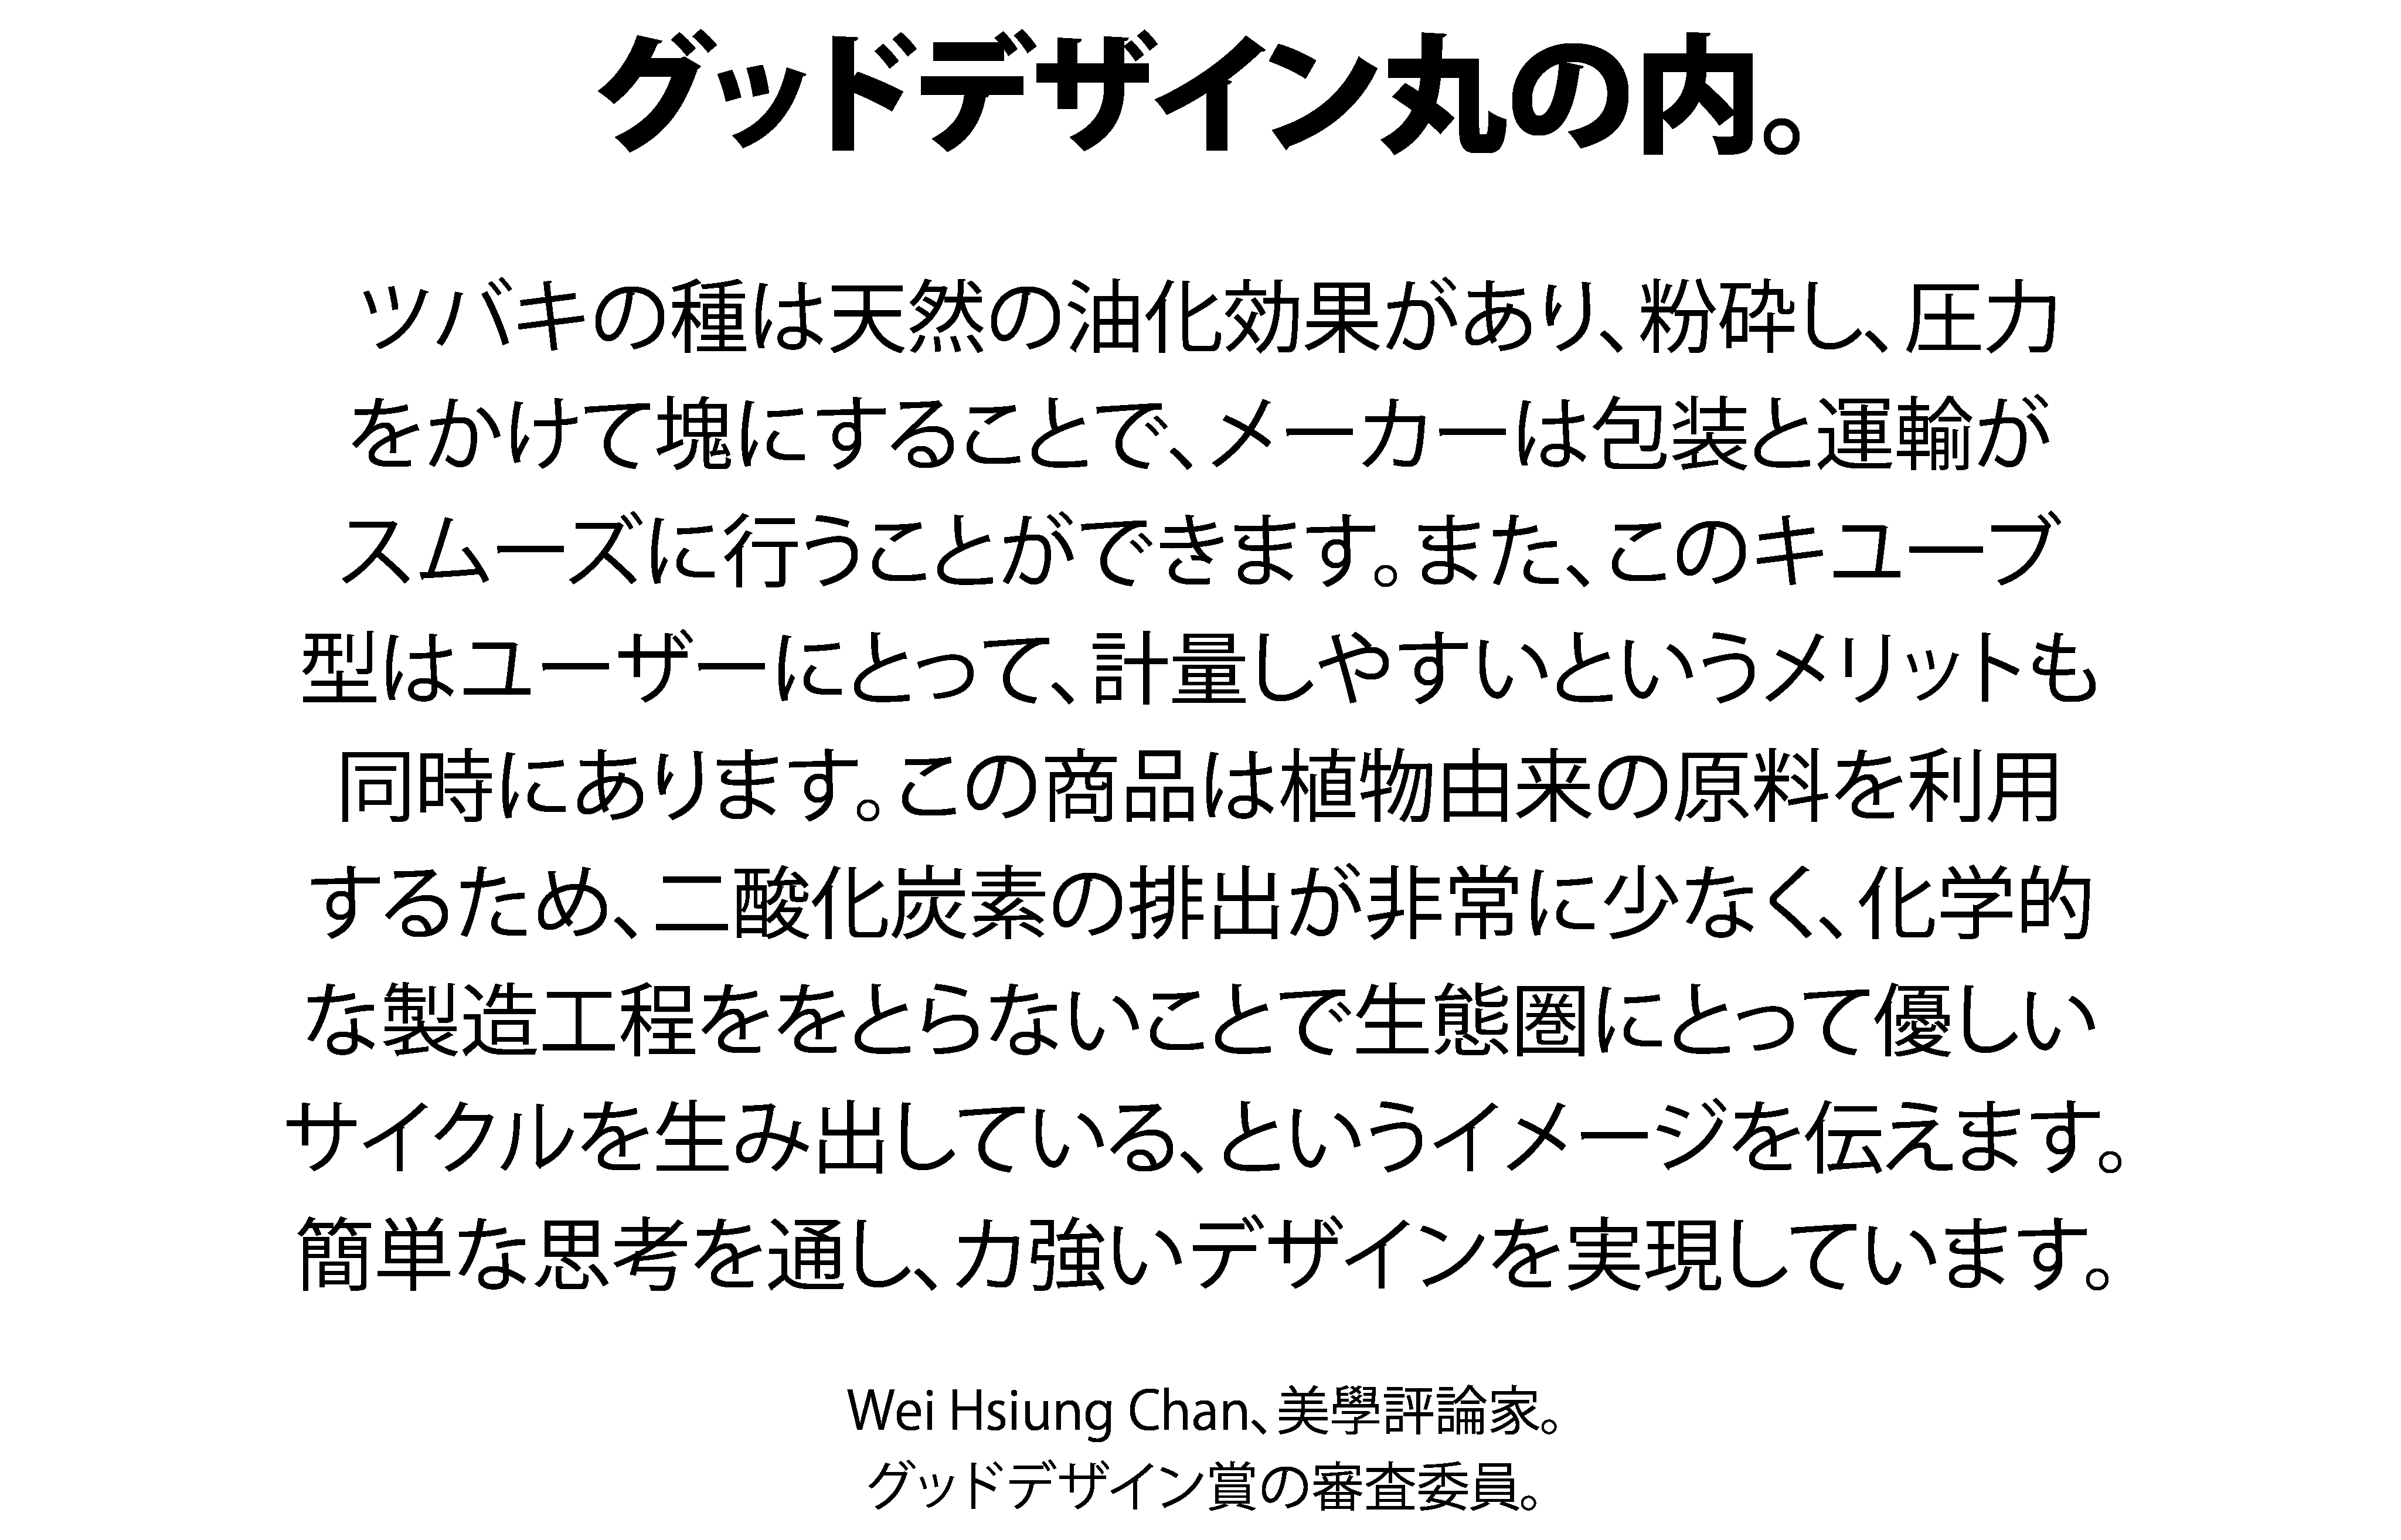 グッドデザイン丸の内。
ツバキの種は天然の油化効果があり、粉砕し、圧力
をかけて塊にすることで、メーカーは包装と運輸が
スムーズに行うことができます。また、このキユーブ
型はユーザーにとって、計量しやすいというメリットも
同時にあります。この商品は植物由来の原料を利用
するため、二酸化炭素の排出が非常に少なく、化学的
な製造工程ををとらないことで生態圏にとって優しい
サイクルを生み出している、というイメージを伝えます。
簡単な思考を通し、力強いデザインを実現しています。
Wei Hsiung Chan、美學評論家。
グッドデザイン賞の審査委員。